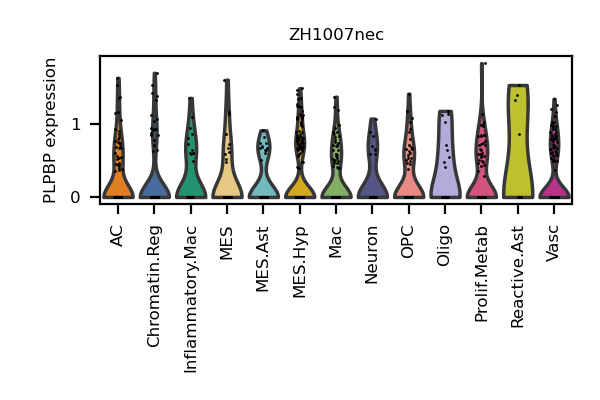 ZH1007nec
PLPBP expression
1
0
AC
Chromatin.Reg
Inflammatory.Mac
MES
MES.Ast
MES.Hyp
Mac
Neuron
OPC
Oligo
Prolif.Metab
Reactive.Ast
Vasc